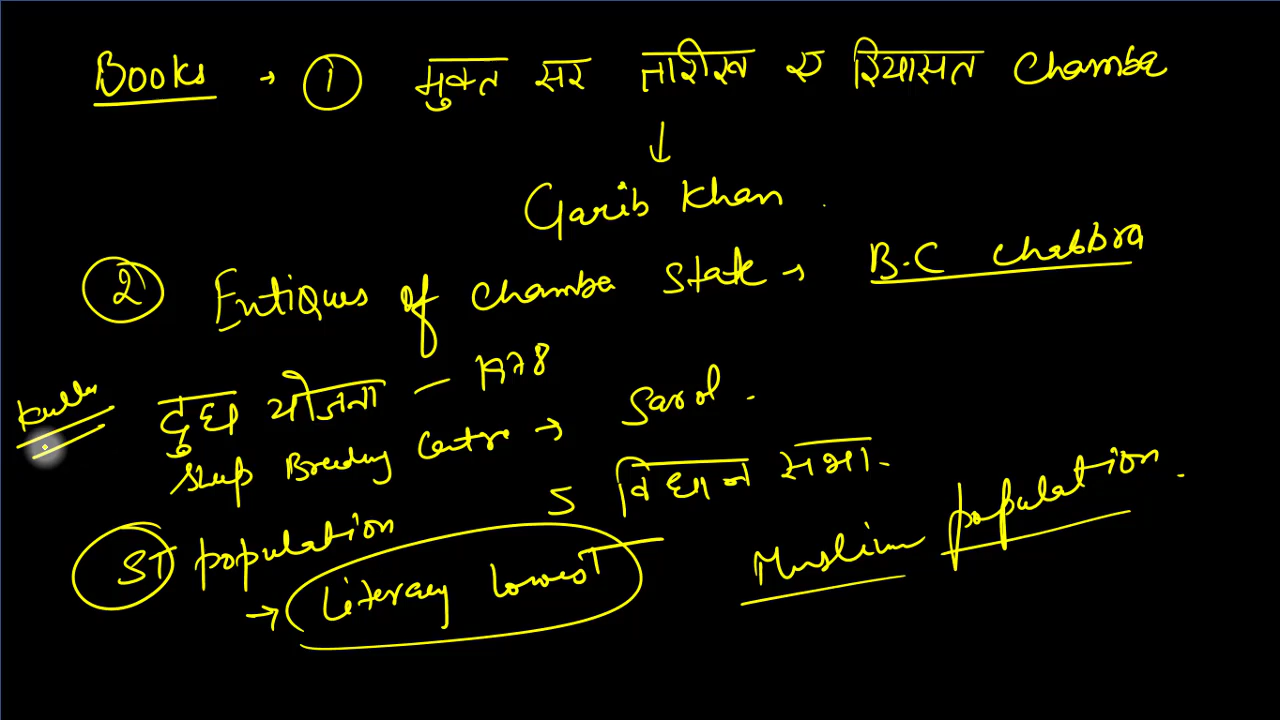 Books → ① मुक्त सर तारीख ए रियासत Chamba
↓
Garib Khan.
② Entiques of Chamba State → B.C Chabbra
Kullu
दुग्ध योजना - 1978
Sheep Breeding Centre → Sarol.
5 विधान सभा.
ST population
→ Literacy lowest
Muslim population.